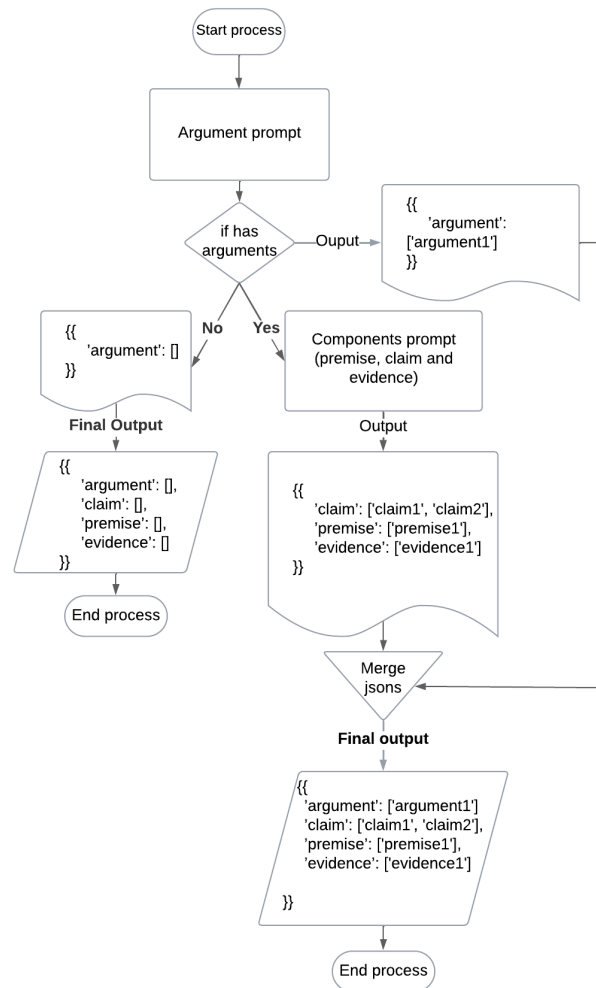 Start process
Argument prompt
if has
arguments
Ouput
{{
’argument’:
['argument1']
}}
No
Yes
{{
’argument’: []
}}
Components prompt
(premise, claim and
evidence)
Final Output
Output
{{
’argument’: [],
’claim’: [],
’premise’: [],
’evidence’: []
}}
{{
’claim’: ['claim1', 'claim2'],
’premise’: ['premise1'],
’evidence’: ['evidence1']
}}
End process
Merge
jsons
Final output
{{
’argument’: ['argument1']
’claim’: ['claim1', 'claim2'],
’premise’: ['premise1'],
’evidence’: ['evidence1']
}}
End process